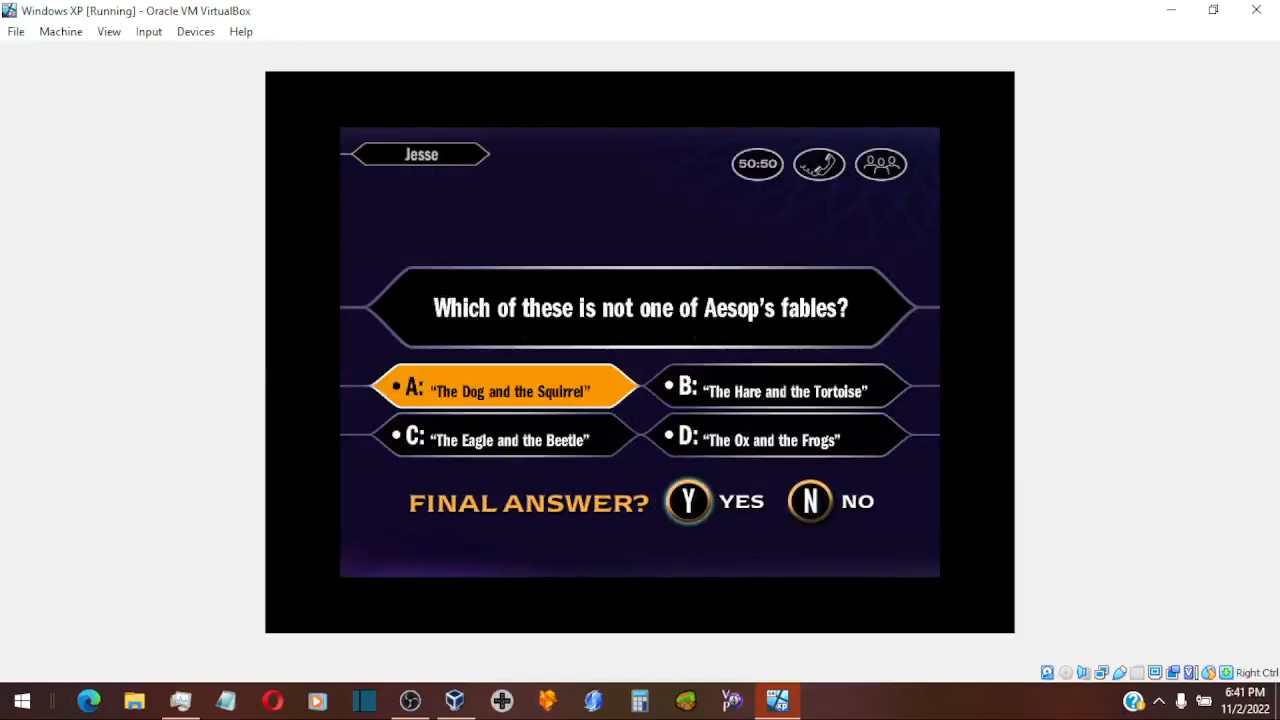 Windows XP [Running] - Oracle VM VirtualBox
File Machine View Input Devices Help
Jesse
50:50
Which of these is not one of Aesop's fables?
• A: “The Dog and the Squirrel”
• B: “The Hare and the Tortoise”
• C: “The Eagle and the Beetle”
• D: “The Ox and the Frogs”
FINAL ANSWER? Y YES N NO
Right Ctrl
6:41 PM
11/2/2022